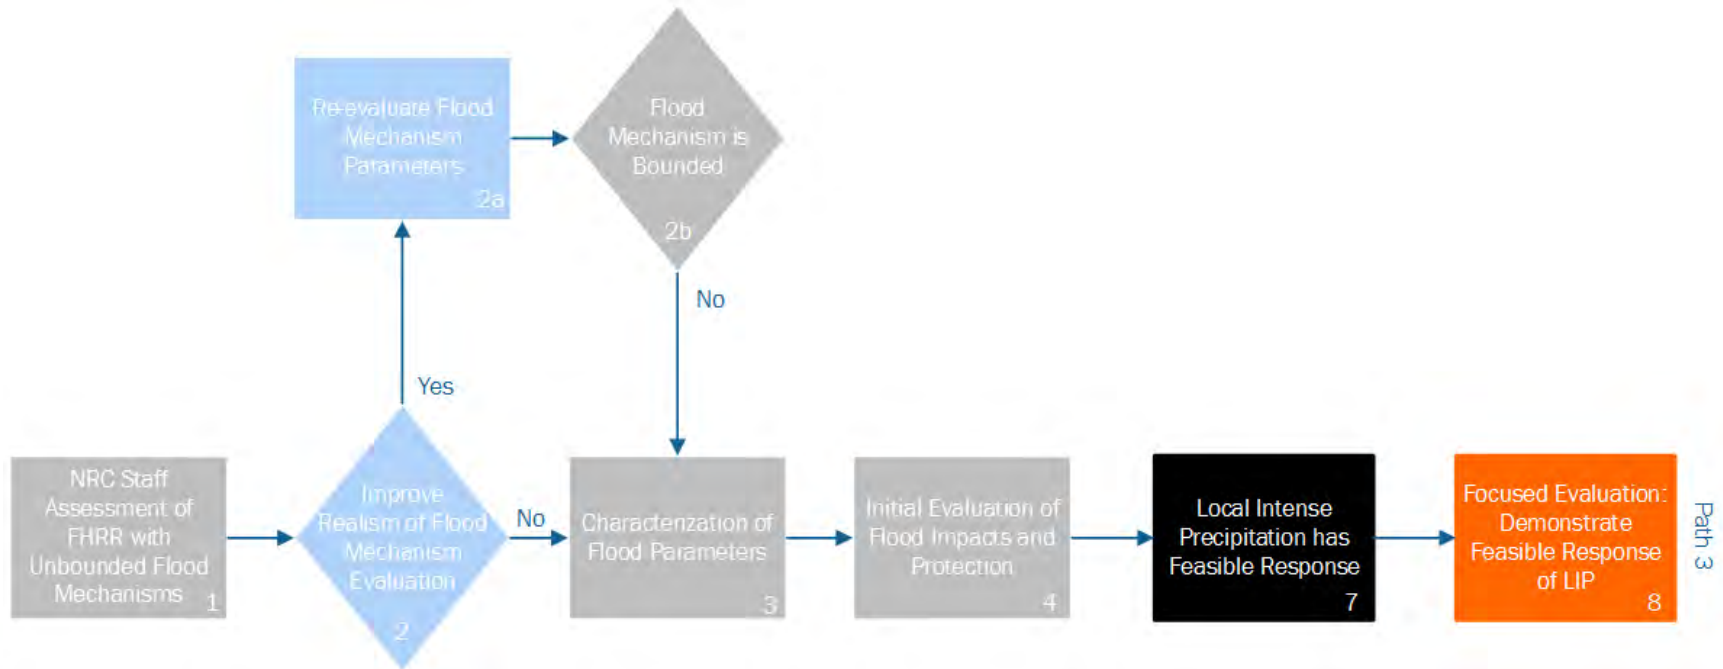 Re-evaluate Flood
Mechanism
Parameters
2a
Flood
Mechanism is
Bounded
2b
No
Yes
NRC Staff
Assessment of
FHRR with
Unbounded Flood
Mechanisms
1
Improve
Realism of Flood
Mechanism
Evaluation
2
No
Characterization of
Flood Parameters
3
Initial Evaluation of
Flood Impacts and
Protection
4
Local Intense
Precipitation has
Feasible Response
7
Focused Evaluation:
Demonstrate
Feasible Response
of LIP
8
Path 3